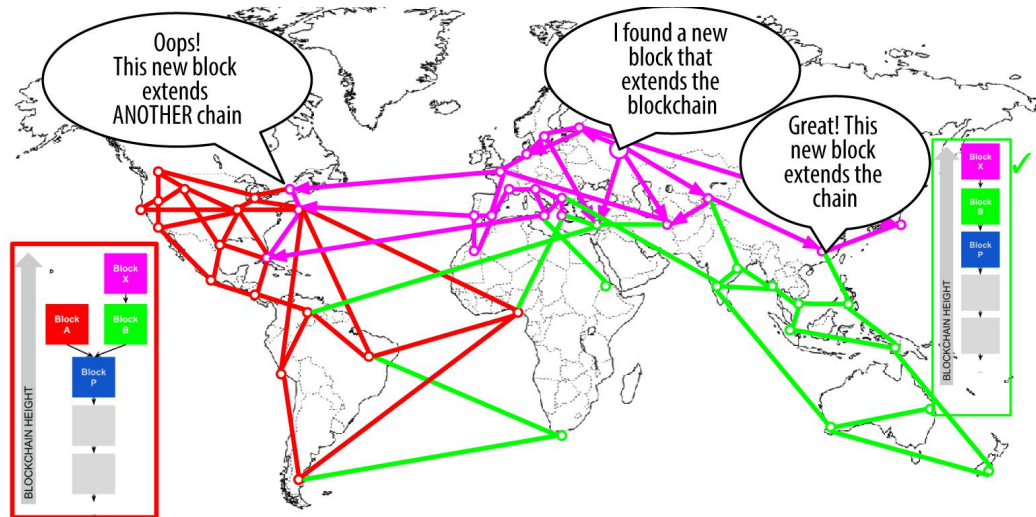 Oops!
This new block
extends
ANOTHER chain
I found a new
block that
extends the
blockchain
Great! This
new block
extends the
chain
Block
X
Block
A
Block
B
Block
P
BLOCKCHAIN HEIGHT
Block
X
Block
B
Block
P
BLOCKCHAIN HEIGHT